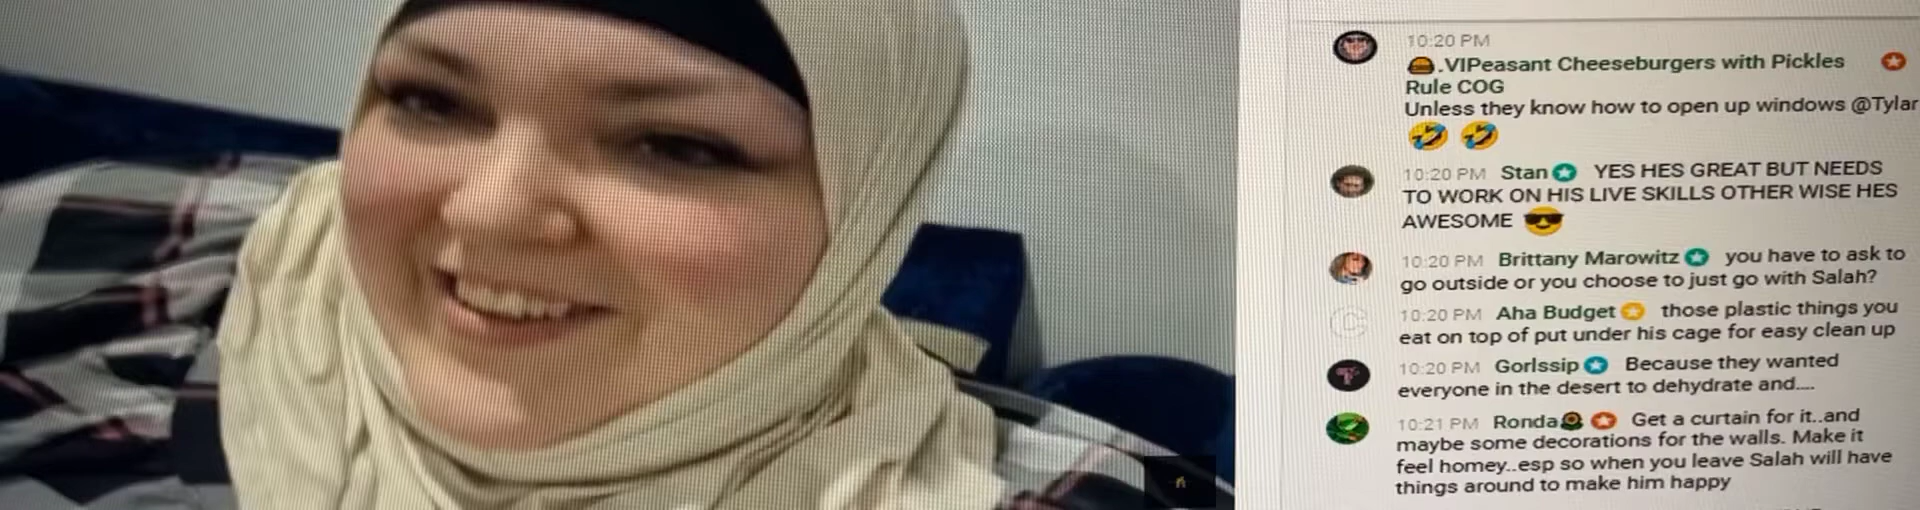 10:20 PM
.VIPeasant Cheeseburgers with Pickles
Rule COG
Unless they know how to open up windows @Tylar
🤣 🤣
10:20 PM Stan YES HES GREAT BUT NEEDS
TO WORK ON HIS LIVE SKILLS OTHER WISE HES
AWESOME 😎
10:20 PM Brittany Marowitz you have to ask to
go outside or you choose to just go with Salah?
10:20 PM Aha Budget those plastic things you
eat on top of put under his cage for easy clean up
10:20 PM Gorlssip Because they wanted
everyone in the desert to dehydrate and....
10:21 PM Ronda Get a curtain for it..and
maybe some decorations for the walls. Make it
feel homey..esp so when you leave Salah will have
things around to make him happy